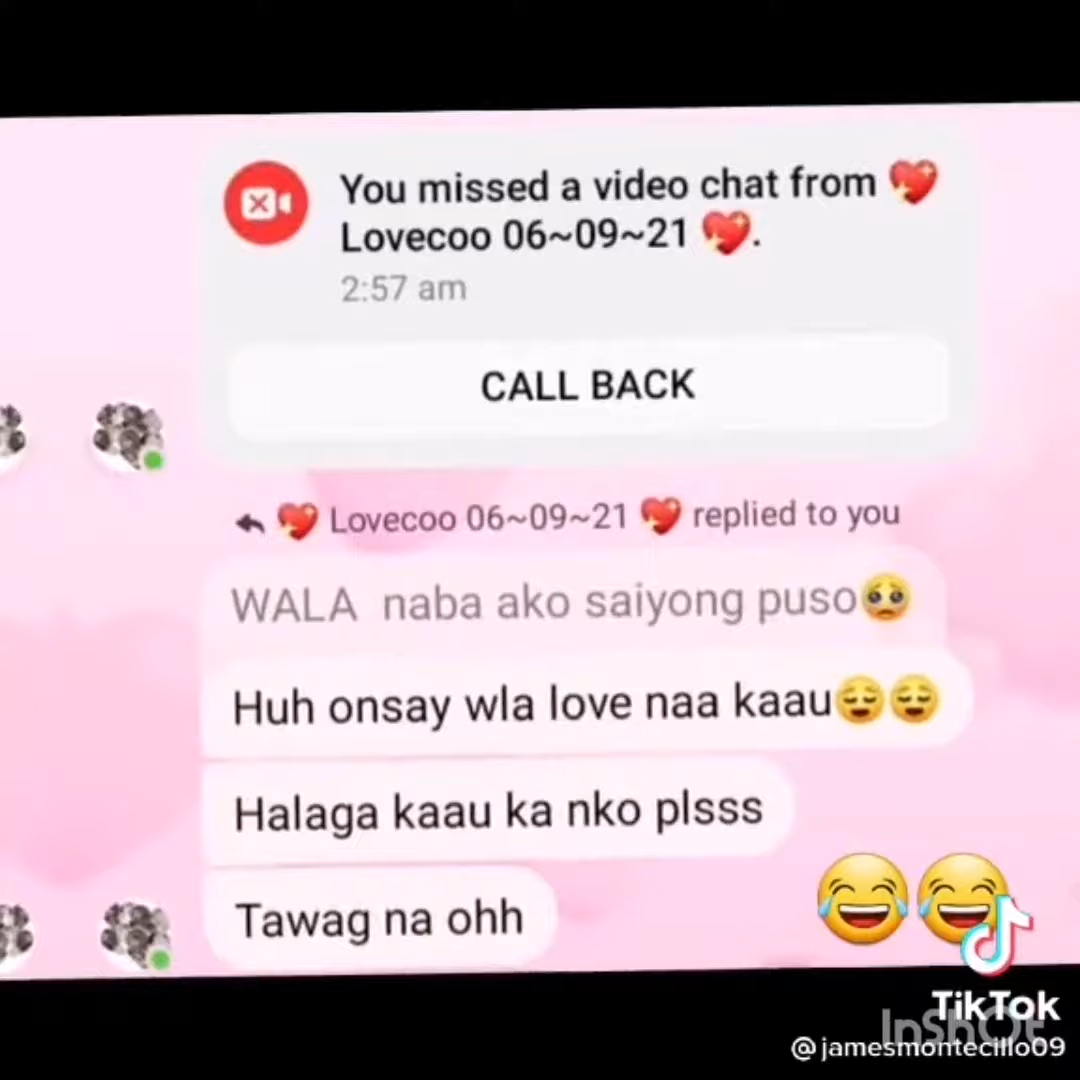 You missed a video chat from 💖
Lovecoo 06~09~21 💖.
2:57 am
CALL BACK
💖 Lovecoo 06~09~21 💖 replied to you
WALA naba ako saiyong puso🥺
Huh onsay wla love naa kaau😌😌
Halaga kaau ka nko plsss
Tawag na ohh
😂😂
TikTok
InShot
@jamesmontecillo09